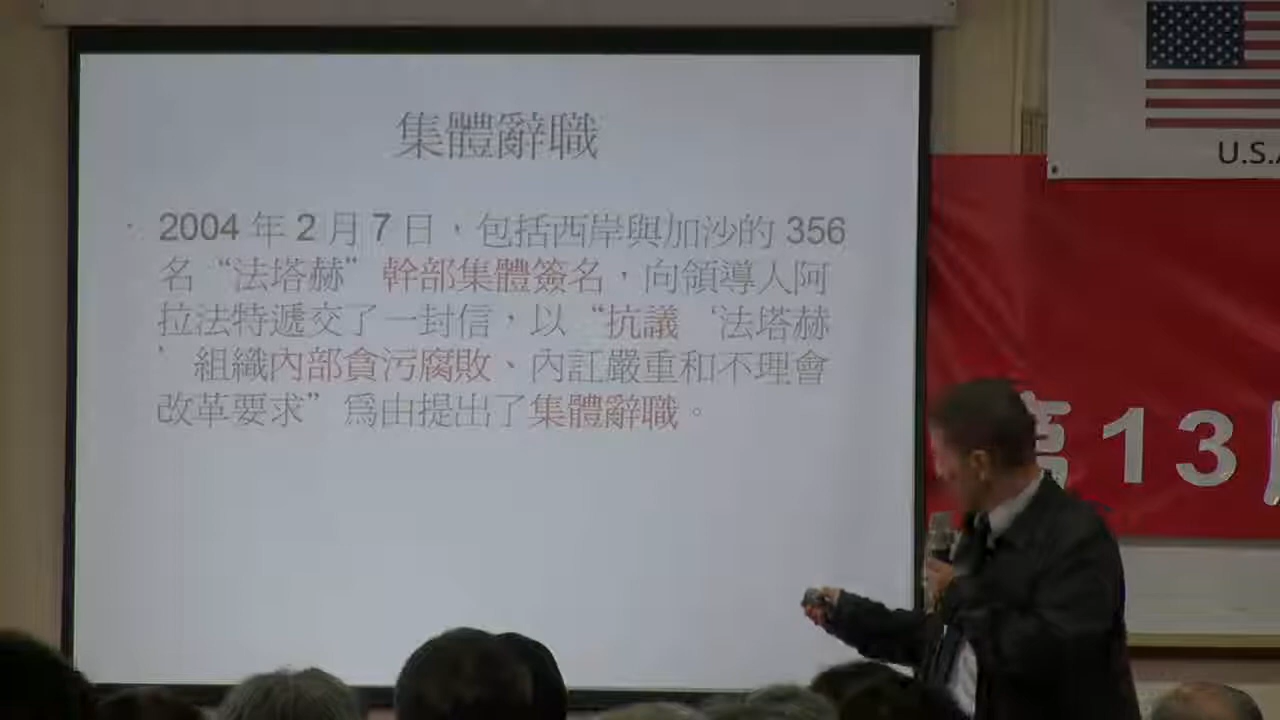 集體辭職
· 2004 年 2 月 7 日，包括西岸與加沙的 356
名“法塔赫”幹部集體簽名，向領導人阿
拉法特遞交了一封信，以“抗議‘法塔赫
’組織內部貪污腐敗、內訌嚴重和不理會
改革要求”爲由提出了集體辭職。
U.S.
第13